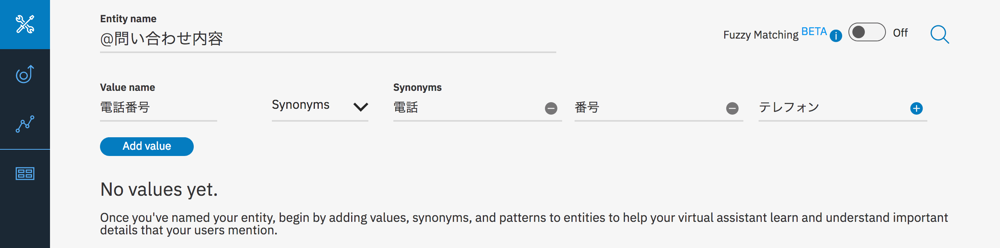 Entity name
@問い合わせ内容
Fuzzy Matching BETA i Off
Value name
Synonyms
電話番号
Synonyms
電話
番号
テレフォン
Add value
No values yet.
Once you've named your entity, begin by adding values, synonyms, and patterns to entities to help your virtual assistant learn and understand important
details that your users mention.